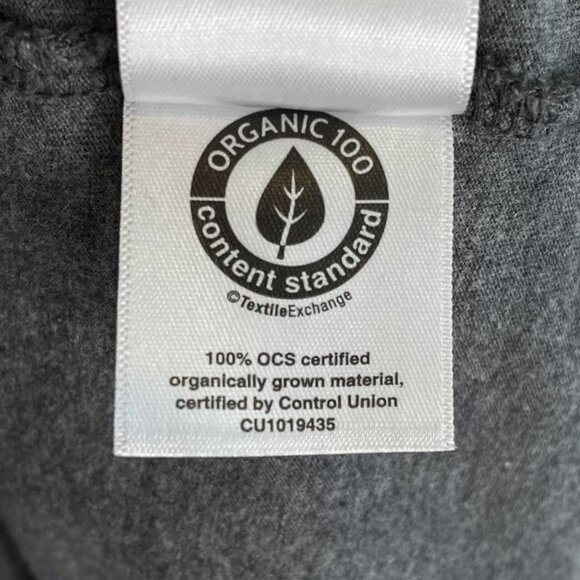 ORGANIC 100
content standard
©TextileExchange
100% OCS certified
organically grown material,
certified by Control Union
CU1019435